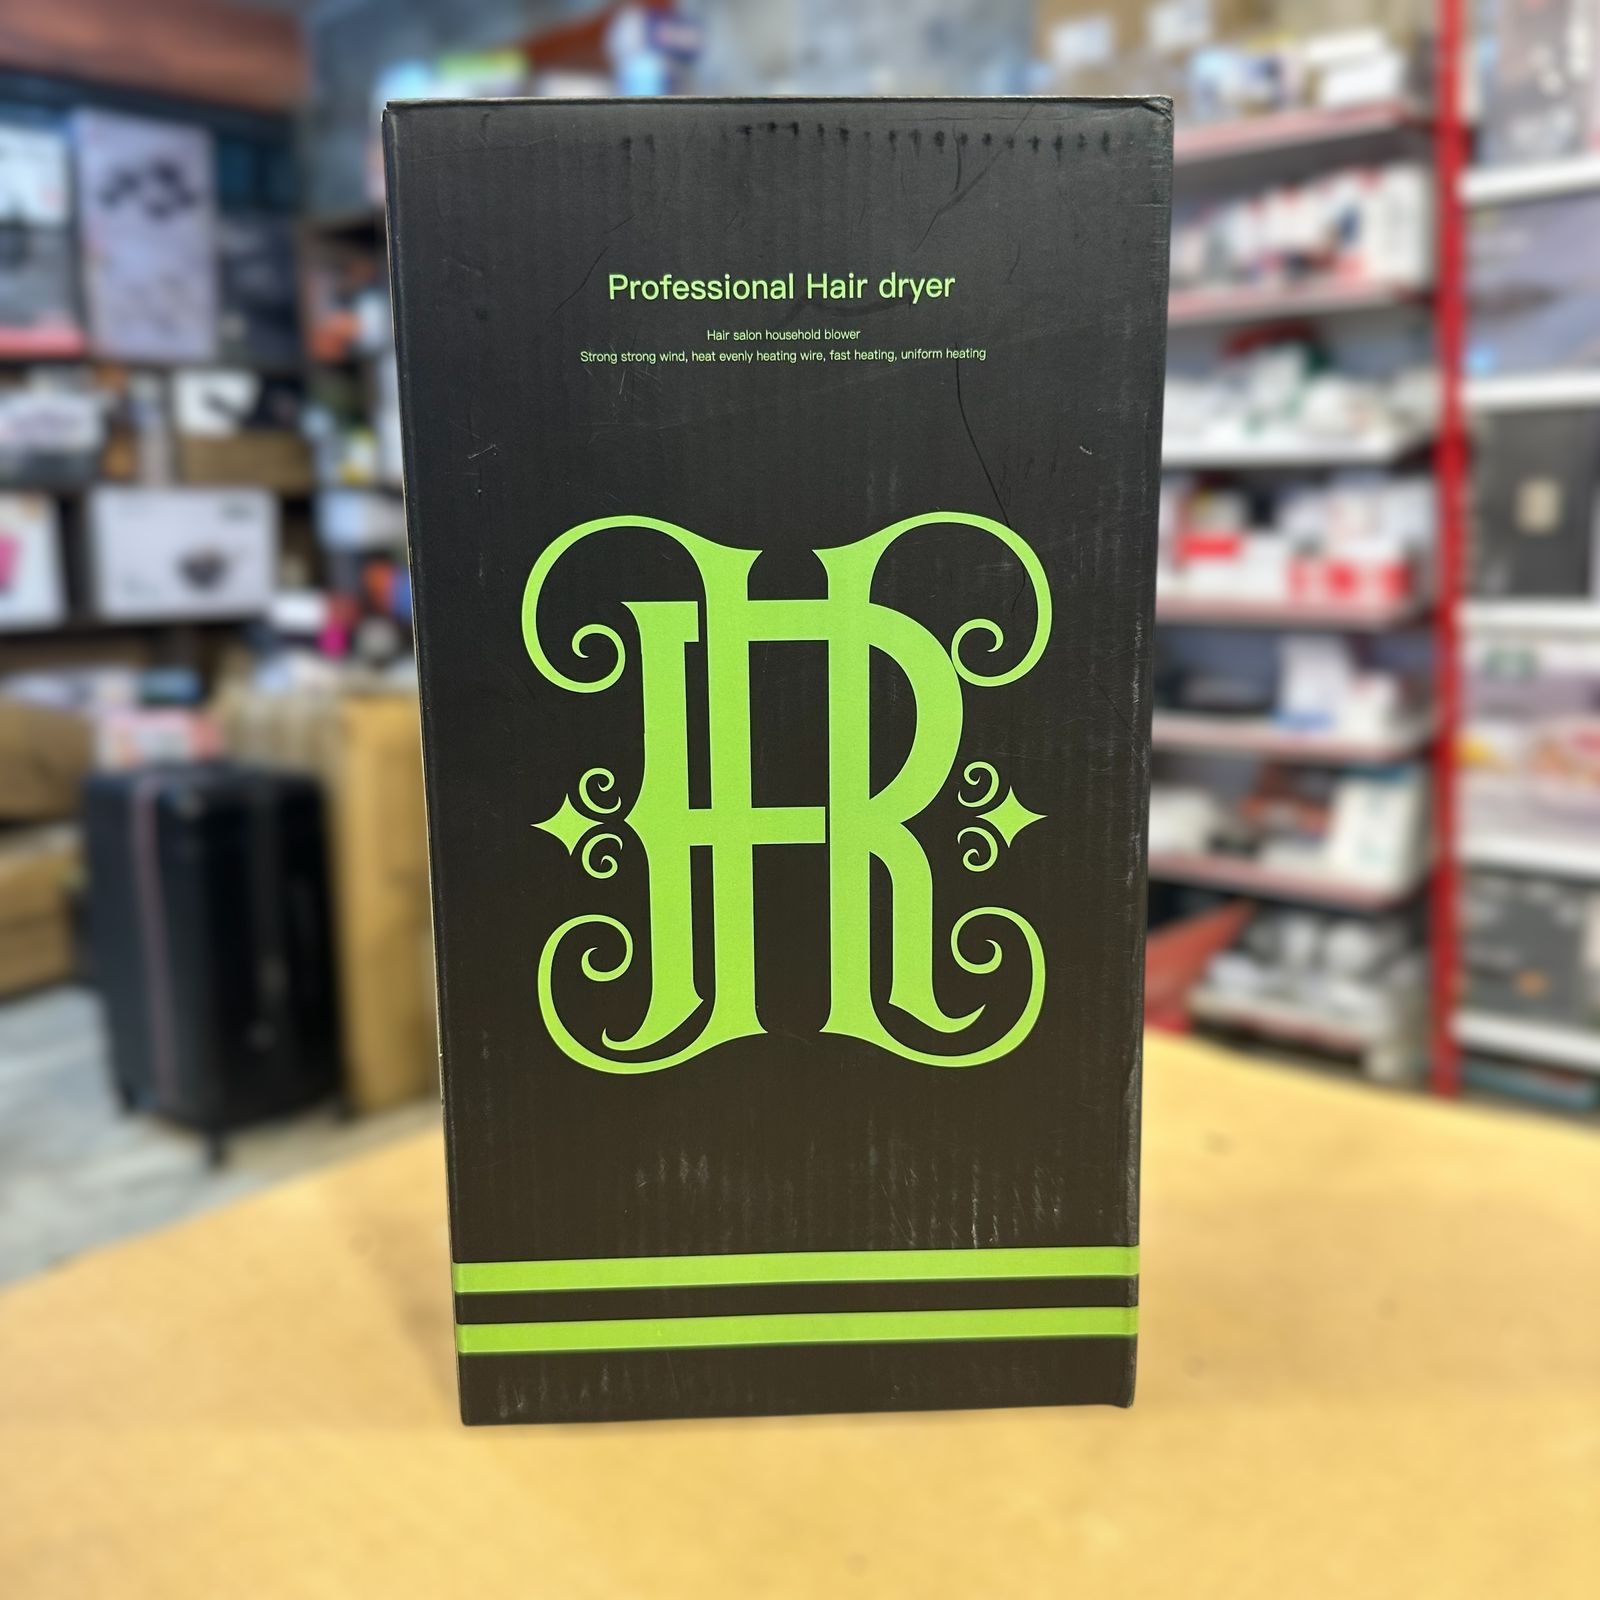 Professional Hair dryer
Hair salon household blower
Strong strong wind, heat evenly heating wire, fast heating, uniform heating
HR